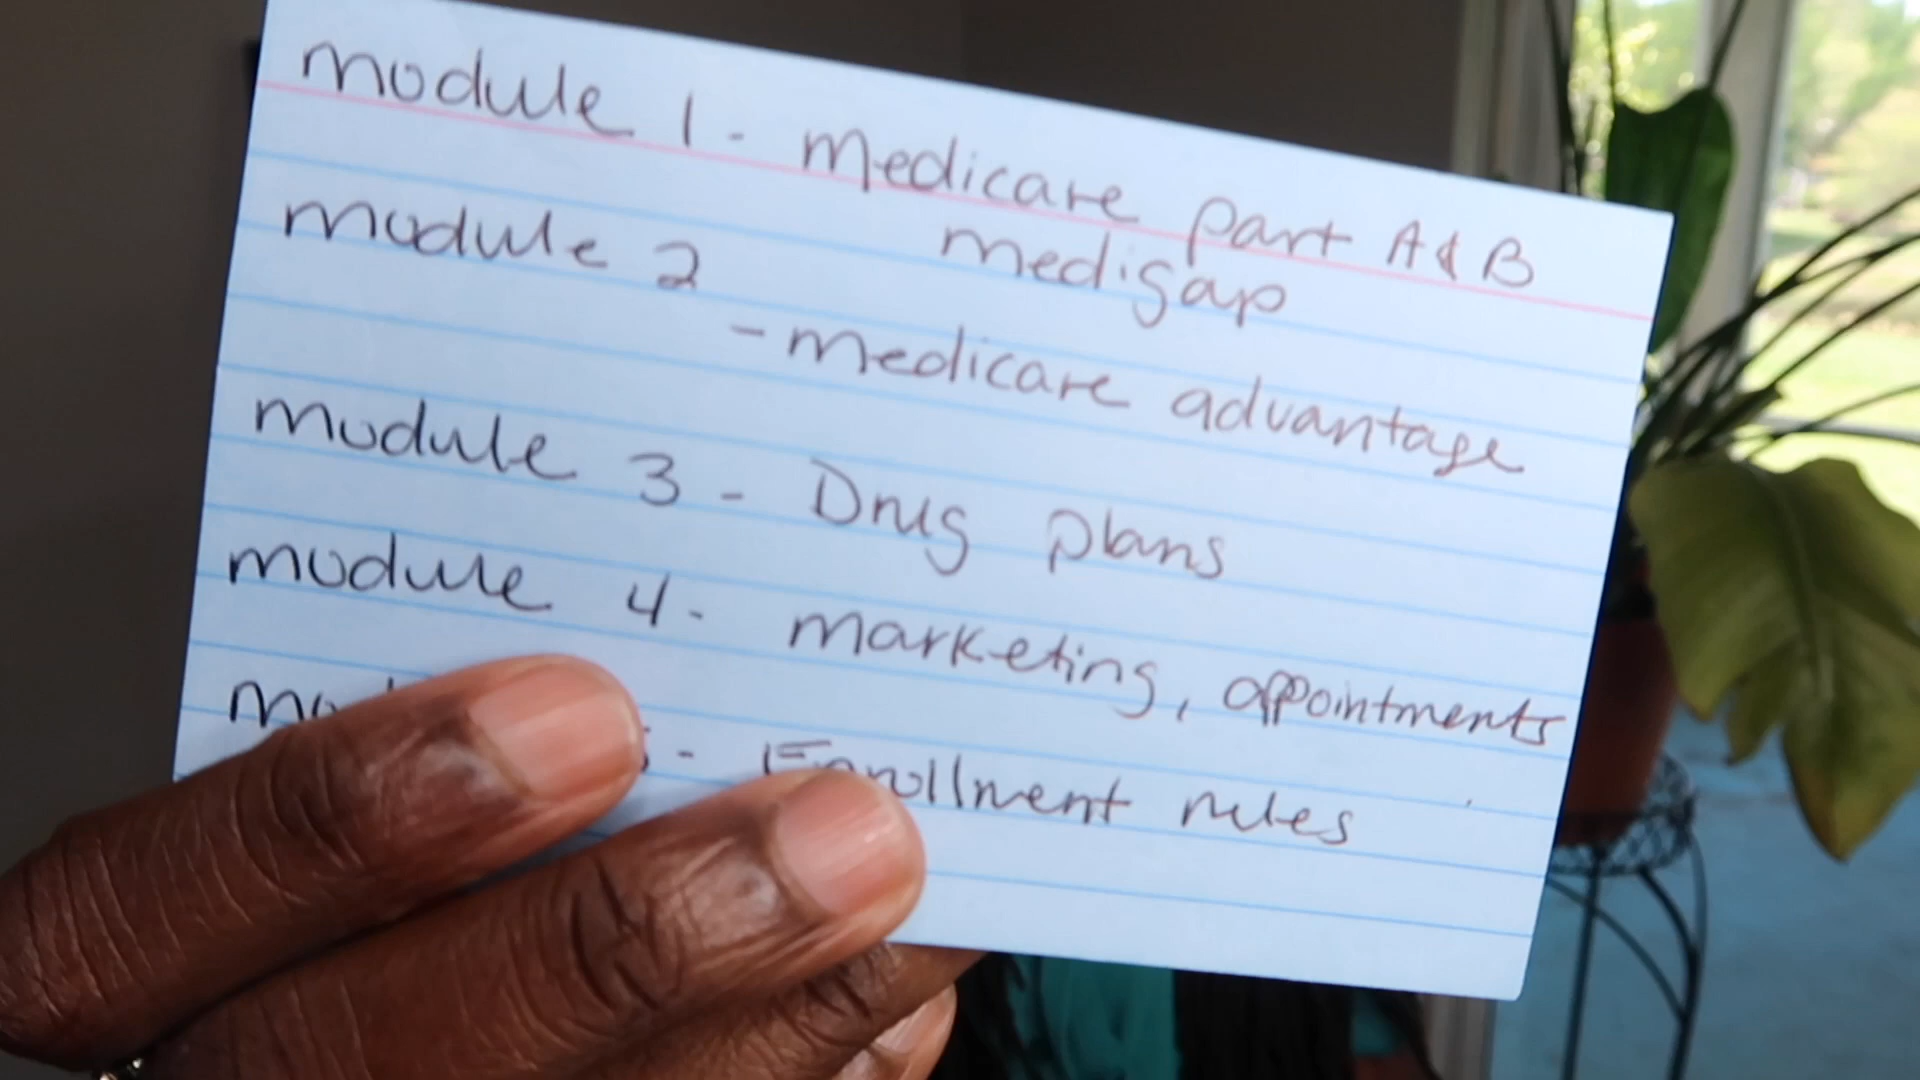 module 1 - Medicare part A & B
medigap
module 2
- medicare advantage
module 3 - Drug plans
module 4 - marketing, appointments
- Enrollment rules